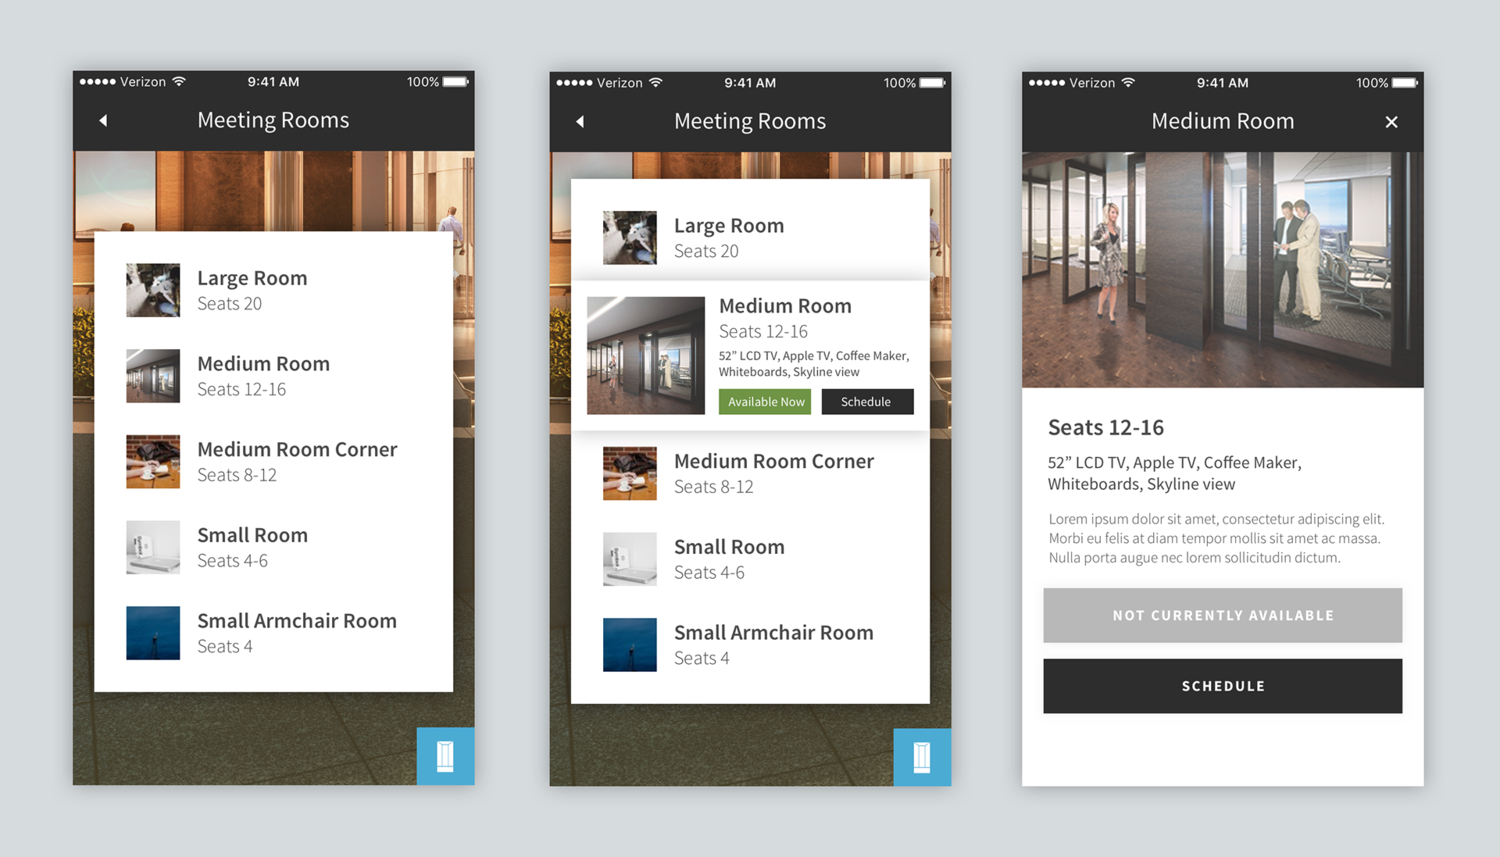 Verizon 9:41 AM 100%
Meeting Rooms
Large Room
Seats 20
Medium Room
Seats 12-16
Medium Room Corner
Seats 8-12
Small Room
Seats 4-6
Small Armchair Room
Seats 4
Verizon 9:41 AM 100%
Meeting Rooms
Large Room
Seats 20
Medium Room
Seats 12-16
52” LCD TV, Apple TV, Coffee Maker,
Whiteboards, Skyline view
Available Now Schedule
Medium Room Corner
Seats 8-12
Small Room
Seats 4-6
Small Armchair Room
Seats 4
Verizon 9:41 AM 100%
Medium Room
Seats 12-16
52” LCD TV, Apple TV, Coffee Maker,
Whiteboards, Skyline view
Lorem ipsum dolor sit amet, consectetur adipiscing elit.
Morbi eu felis at diam tempor mollis sit amet ac massa.
Nulla porta augue nec lorem sollicitudin dictum.
NOT CURRENTLY AVAILABLE
SCHEDULE